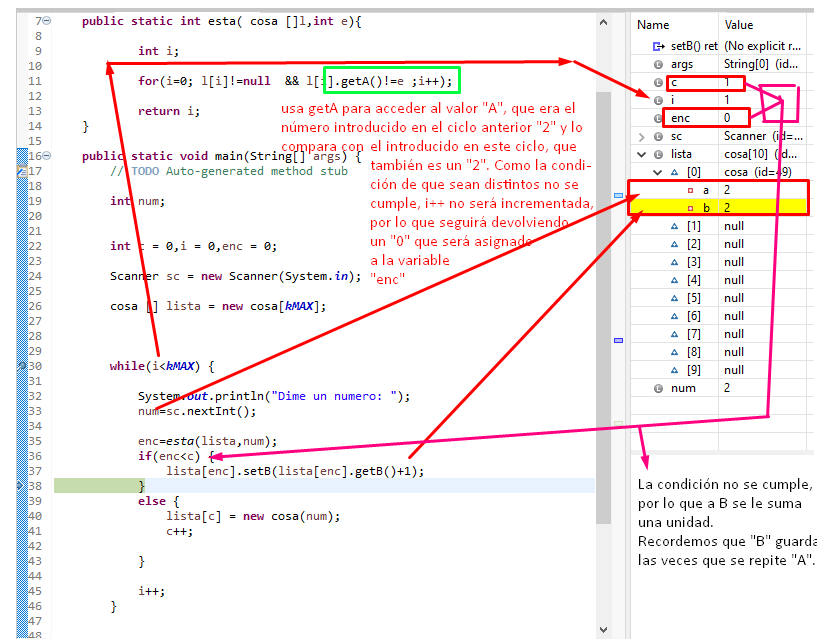 7 public static int esta( cosa []l,int e){
8
9 int i;
10
11 for(i=0; l[i]!=null && l[i].getA()!=e ;i++);
12
13 return i;
14 }
15
16 public static void main(String[] args) {
17 // TODO Auto-generated method stub
18
19 int num;
20
21
22 int c = 0,i = 0,enc = 0;
23
24 Scanner sc = new Scanner(System.in);
25
26 cosa [] lista = new cosa[kMAX];
27
28
29
30 while(i<kMAX) {
31
32 System.out.println("Dime un numero: ");
33 num=sc.nextInt();
34
35 enc=esta(lista,num);
36 if(enc<c) {
37 lista[enc].setB(lista[enc].getB()+1);
38 }
39 else {
40 lista[c] = new cosa(num);
41 c++;
42
43 }
44
45 i++;
46 }
47
48
usa getA para acceder al valor "A", que era el
número introducido en el ciclo anterior "2" y lo
compara con el introducido en este ciclo, que
también es un "2". Como la condi-
ción de que sean distintos no se
cumple, i++ no será incrementada,
por lo que seguirá devolviendo
un "0" que será asignado
a la variable
"enc"
Name Value
setB() ret (No explicit r...
args String[0] (id...
c 1
i 1
enc 0
sc Scanner (id=...
lista cosa[10] (id...
[0] cosa (id=49)
a 2
b 2
[1] null
[2] null
[3] null
[4] null
[5] null
[6] null
[7] null
[8] null
[9] null
num 2
La condición no se cumple,
por lo que a B se le suma
una unidad.
Recordemos que "B" guarda
las veces que se repite "A".